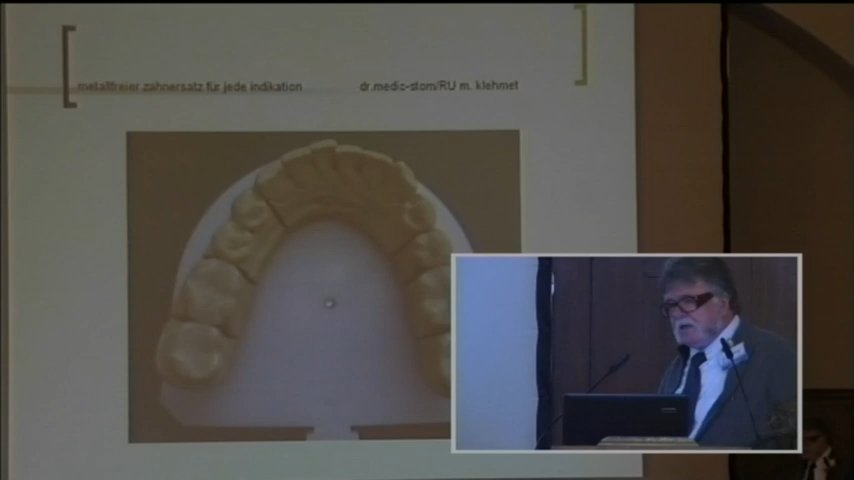 metallfreier zahnersatz für jede indikation
dr.medic-stom/RU m. klehmet